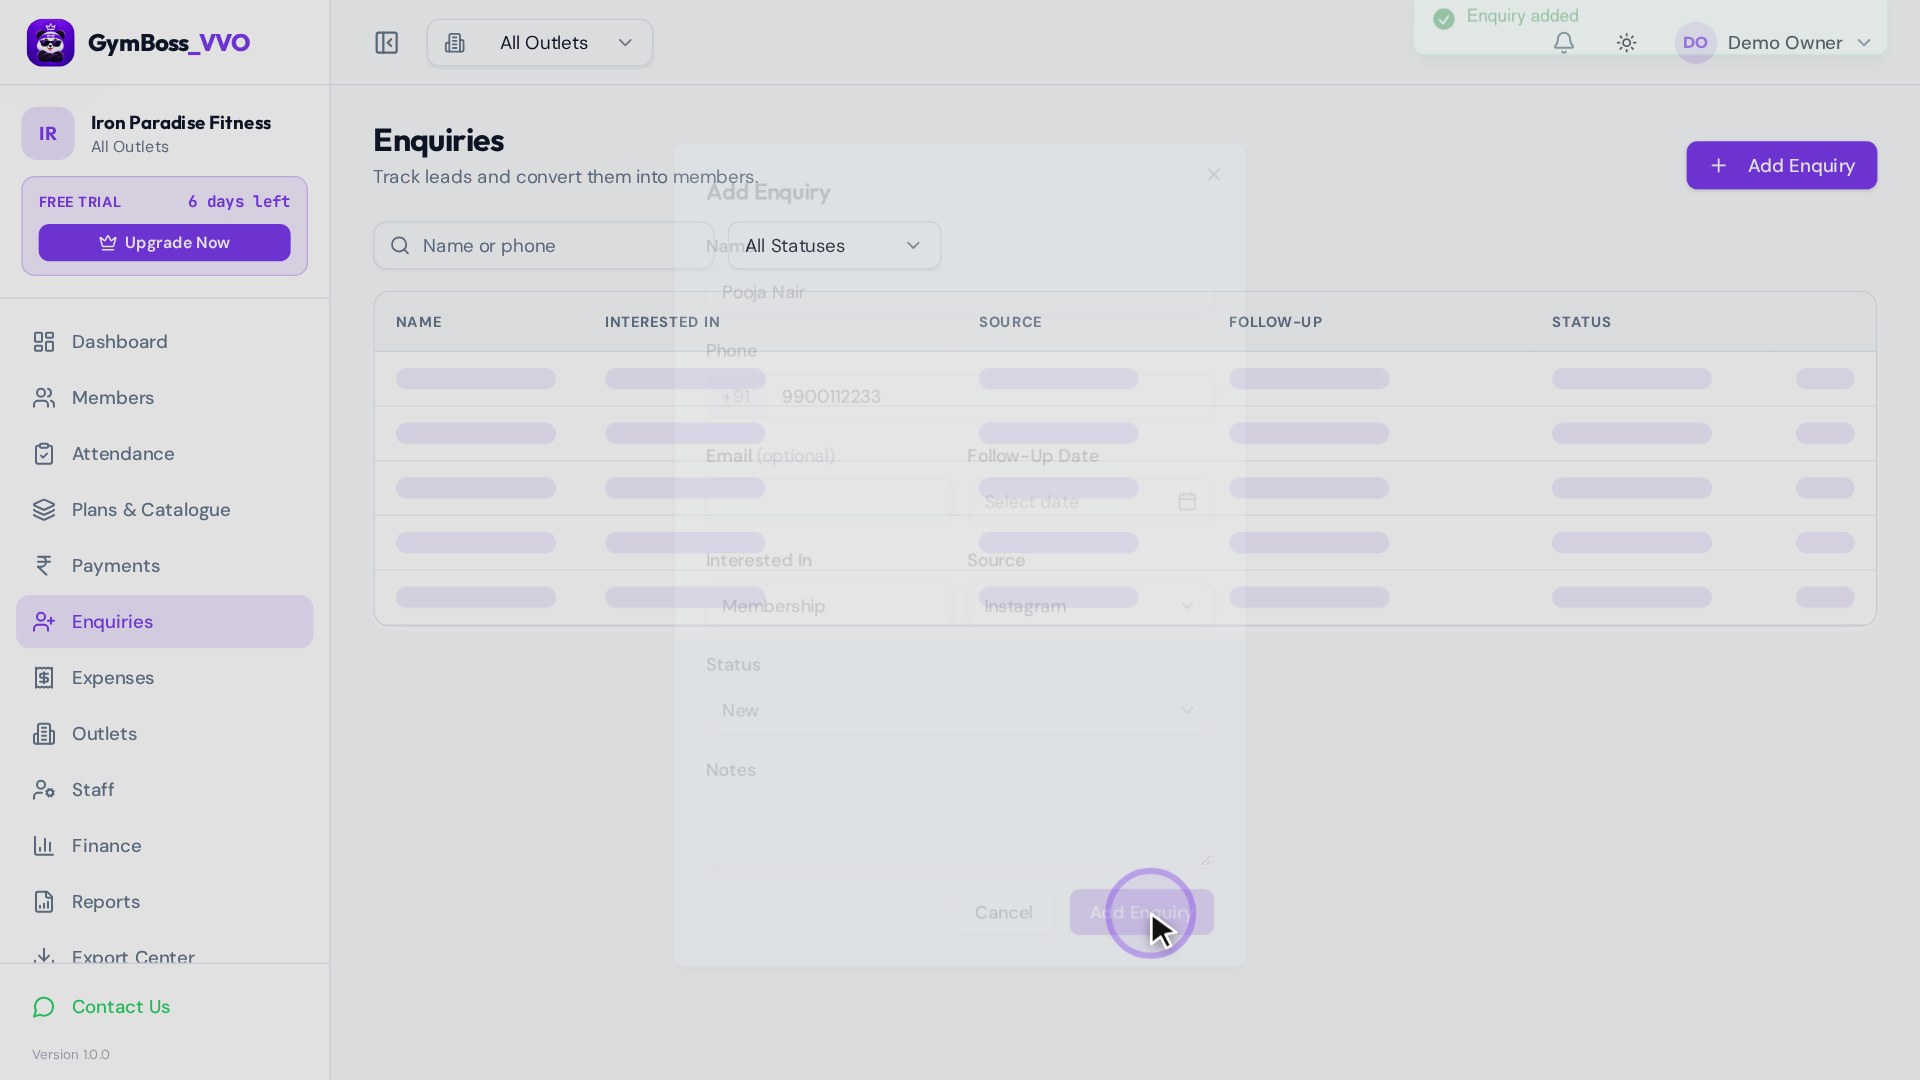 GymBoss_VVO
All Outlets
Enquiry added
DO
Demo Owner
IR
Iron Paradise Fitness
All Outlets
FREE TRIAL
6 days left
Upgrade Now
Dashboard
Members
Attendance
Plans & Catalogue
Payments
Enquiries
Expenses
Outlets
Staff
Finance
Reports
Export Center
Contact Us
Version 1.0.0
Enquiries
Track leads and convert them into members.
Add Enquiry
Name or phone
All Statuses
NAME
INTERESTED IN
SOURCE
FOLLOW-UP
STATUS
Add Enquiry
Name
Pooja Nair
Phone
+91
9900112233
Email (optional)
Follow-Up Date
Select date
Interested In
Source
Membership
Instagram
Status
New
Notes
Cancel
Add Enquiry